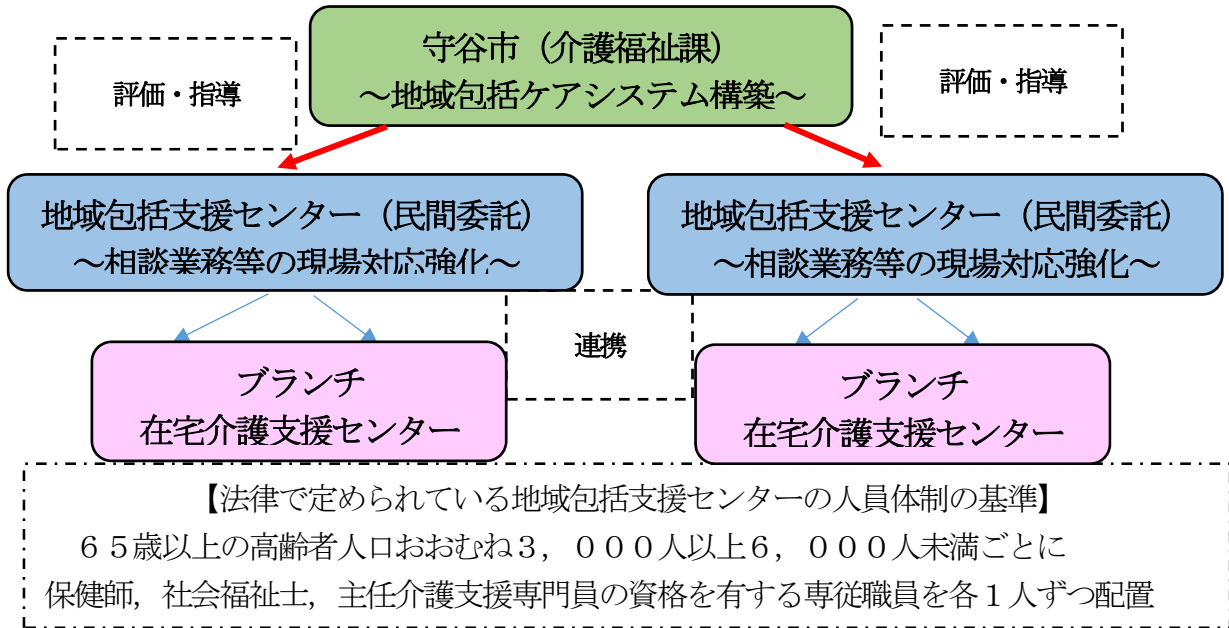 守谷市（介護福祉課）
～地域包括ケアシステム構築～
評価・指導
評価・指導
地域包括支援センター（民間委託）
～相談業務等の現場対応強化～
地域包括支援センター（民間委託）
～相談業務等の現場対応強化～
連携
ブランチ
在宅介護支援センター
ブランチ
在宅介護支援センター
【法律で定められている地域包括支援センターの人員体制の基準】
６５歳以上の高齢者人口おおむね３，０００人以上６，０００人未満ごとに
保健師，社会福祉士，主任介護支援専門員の資格を有する専従職員を各１人ずつ配置